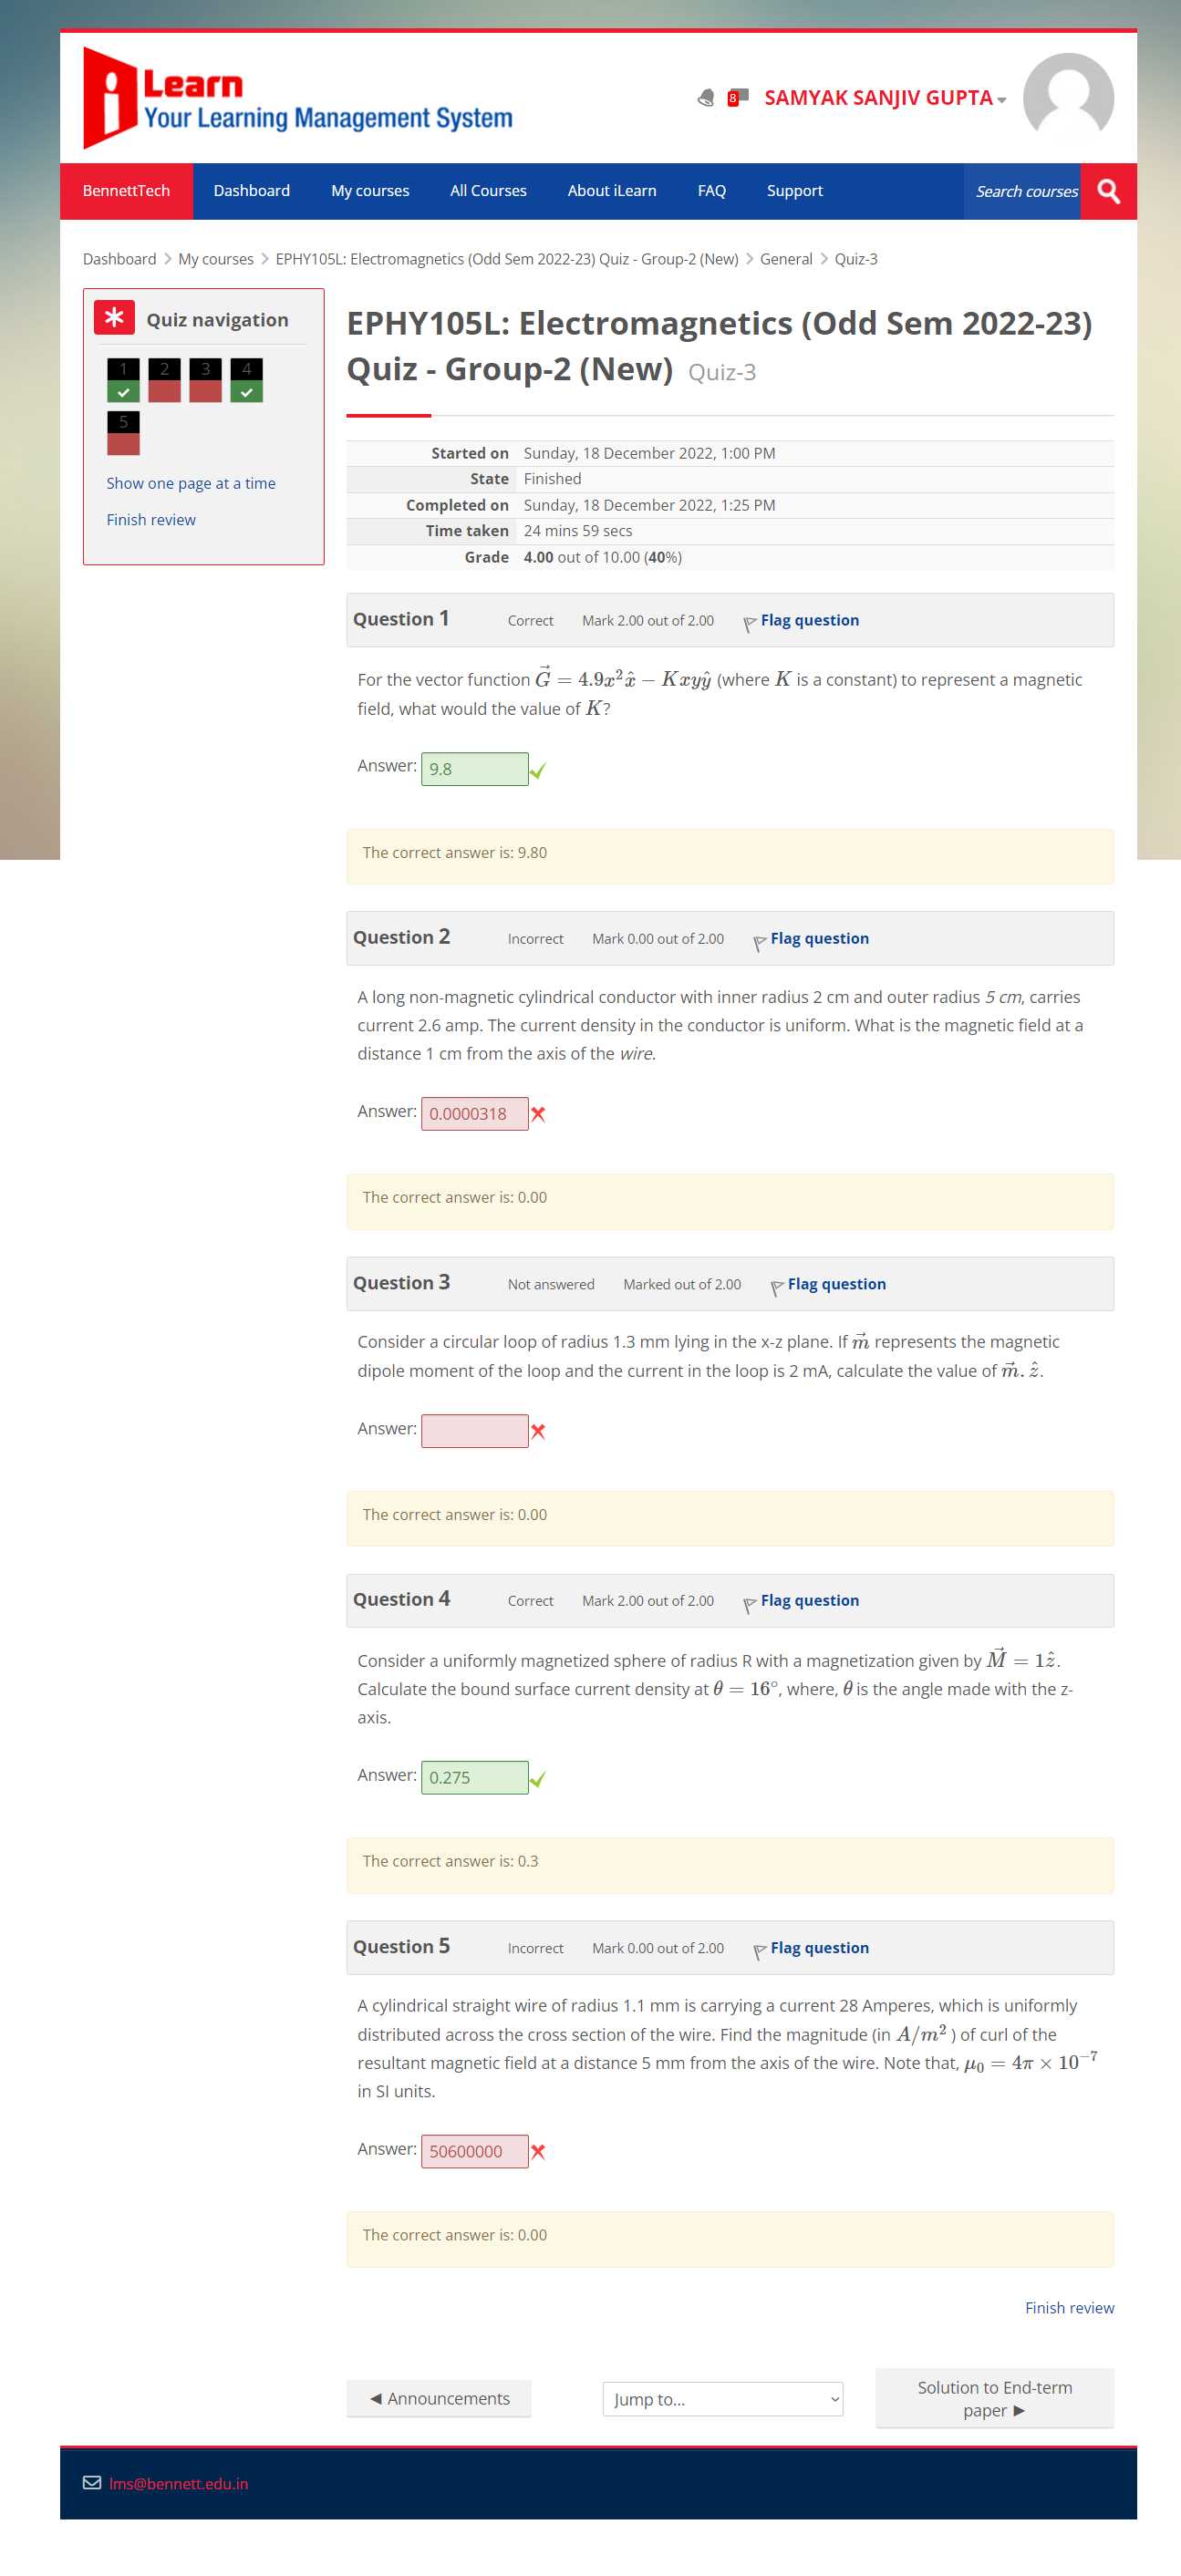 Learn
Your Learning Management System
8
SAMYAK SANJIV GUPTA
BennettTech
Dashboard
My courses
All Courses
About iLearn
FAQ
Support
Search courses
Dashboard > My courses > EPHY105L: Electromagnetics (Odd Sem 2022-23) Quiz - Group-2 (New) > General > Quiz-3
Quiz navigation
1 2 3 4
5
Show one page at a time
Finish review
EPHY105L: Electromagnetics (Odd Sem 2022-23)
Quiz - Group-2 (New) Quiz-3
Started on Sunday, 18 December 2022, 1:00 PM
State Finished
Completed on Sunday, 18 December 2022, 1:25 PM
Time taken 24 mins 59 secs
Grade 4.00 out of 10.00 (40%)
Question 1 Correct Mark 2.00 out of 2.00 Flag question
For the vector function G⃗ = 4.9x²x̂ − Kxyŷ (where K is a constant) to represent a magnetic
field, what would the value of K?
Answer: 9.8
The correct answer is: 9.80
Question 2 Incorrect Mark 0.00 out of 2.00 Flag question
A long non-magnetic cylindrical conductor with inner radius 2 cm and outer radius 5 cm, carries
current 2.6 amp. The current density in the conductor is uniform. What is the magnetic field at a
distance 1 cm from the axis of the wire.
Answer: 0.0000318
The correct answer is: 0.00
Question 3 Not answered Marked out of 2.00 Flag question
Consider a circular loop of radius 1.3 mm lying in the x-z plane. If m⃗ represents the magnetic
dipole moment of the loop and the current in the loop is 2 mA, calculate the value of m⃗. ẑ.
Answer:
The correct answer is: 0.00
Question 4 Correct Mark 2.00 out of 2.00 Flag question
Consider a uniformly magnetized sphere of radius R with a magnetization given by M⃗ = 1ẑ.
Calculate the bound surface current density at θ = 16°, where, θ is the angle made with the z-
axis.
Answer: 0.275
The correct answer is: 0.3
Question 5 Incorrect Mark 0.00 out of 2.00 Flag question
A cylindrical straight wire of radius 1.1 mm is carrying a current 28 Amperes, which is uniformly
distributed across the cross section of the wire. Find the magnitude (in A/m² ) of curl of the
resultant magnetic field at a distance 5 mm from the axis of the wire. Note that, μ₀ = 4π × 10⁻⁷
in SI units.
Answer: 50600000
The correct answer is: 0.00
Finish review
◄ Announcements
Jump to...
Solution to End-term
paper ►
lms@bennett.edu.in